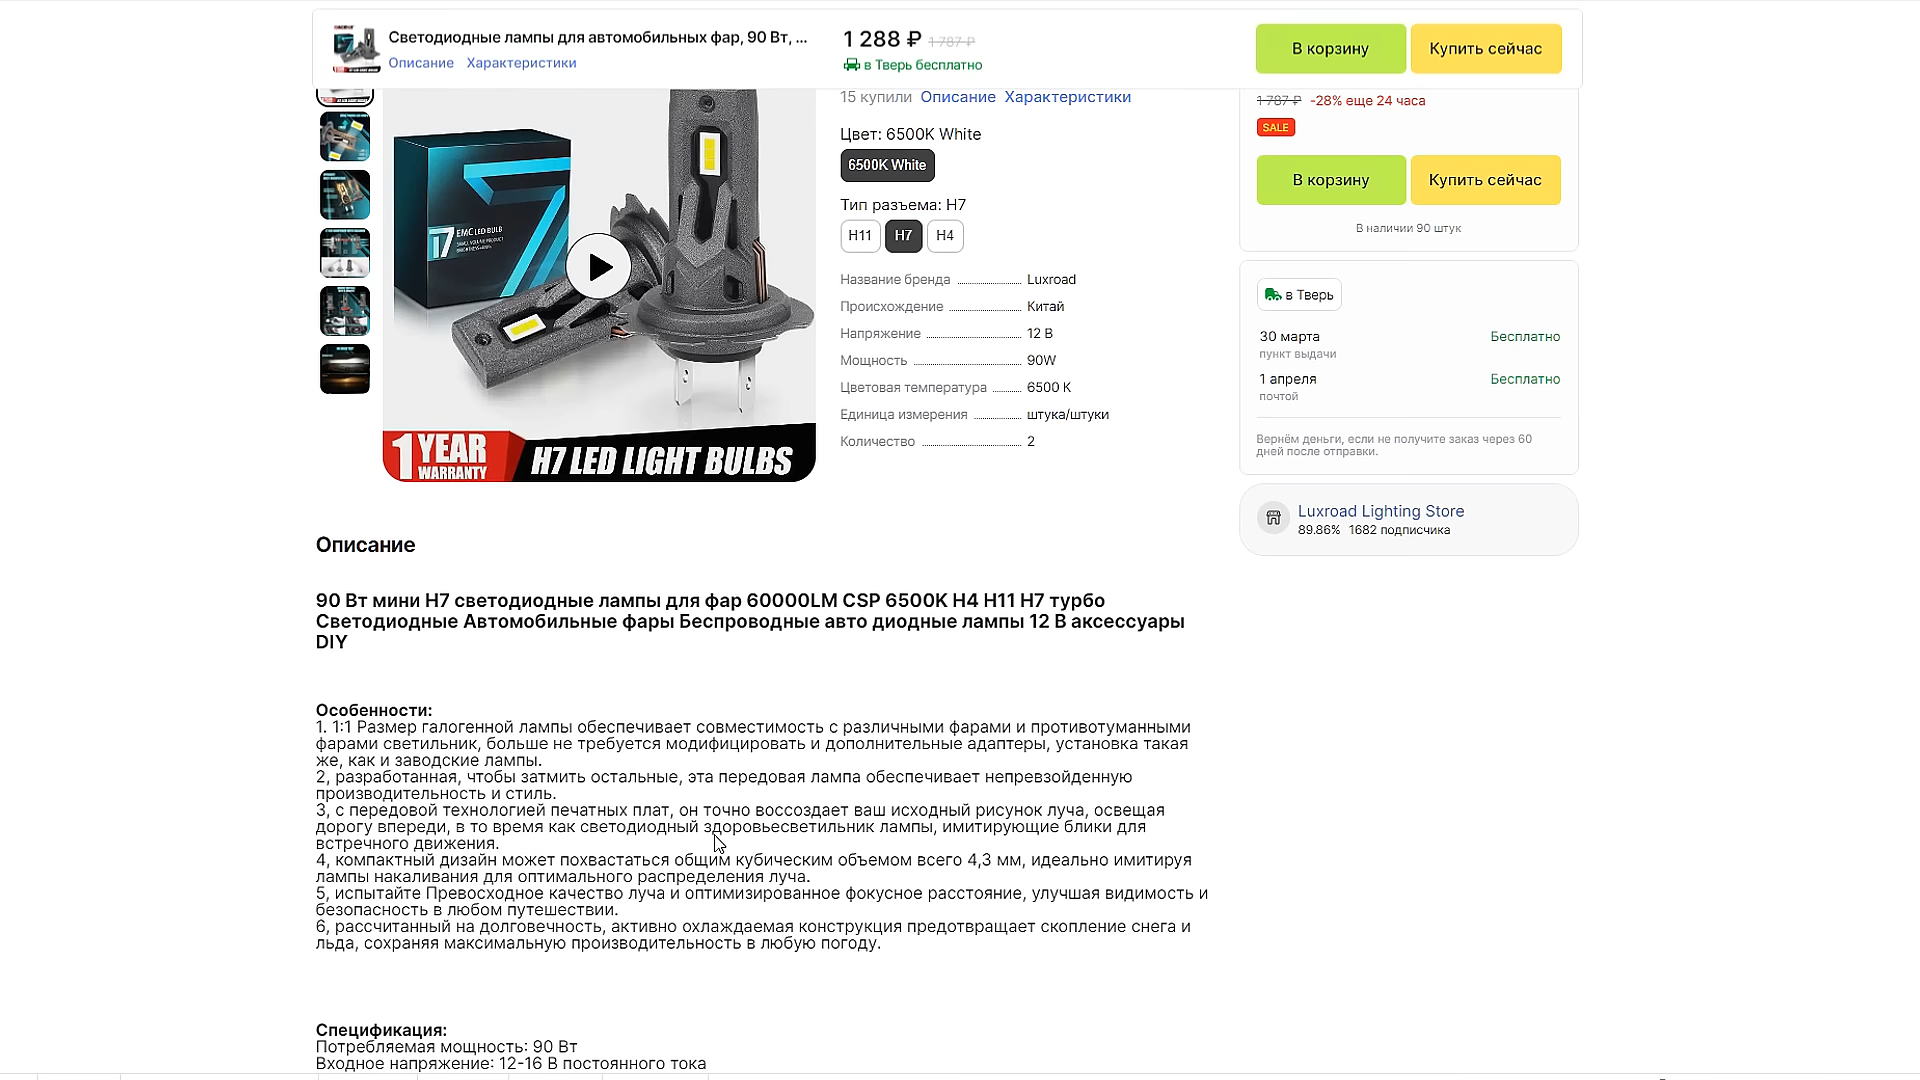 Светодиодные лампы для автомобильных фар, 90 Вт, ...
Описание Характеристики
1 288 ₽ 1 787 ₽
в Тверь бесплатно
В корзину
Купить сейчас
15 купили Описание Характеристики
Цвет: 6500K White
6500K White
Тип разъема: H7
H11
H7
H4
Название бренда Luxroad
Происхождение Китай
Напряжение 12 В
Мощность 90W
Цветовая температура 6500 K
Единица измерения штука/штуки
Количество 2
i7 EMC LED BULB
1 YEAR
WARRANTY
H7 LED LIGHT BULBS
1 787 ₽ -28% еще 24 часа
SALE
В корзину
Купить сейчас
В наличии 90 штук
в Тверь
30 марта Бесплатно
пункт выдачи
1 апреля Бесплатно
почтой
Вернём деньги, если не получите заказ через 60
дней после отправки.
Luxroad Lighting Store
89.86% 1682 подписчика
Описание
90 Вт мини H7 светодиодные лампы для фар 60000LM CSP 6500K H4 H11 H7 турбо
Светодиодные Автомобильные фары Беспроводные авто диодные лампы 12 В аксессуары
DIY
Особенности:
1. 1:1 Размер галогенной лампы обеспечивает совместимость с различными фарами и противотуманными
фарами светильник, больше не требуется модифицировать и дополнительные адаптеры, установка такая
же, как и заводские лампы.
2, разработанная, чтобы затмить остальные, эта передовая лампа обеспечивает непревзойденную
производительность и стиль.
3, с передовой технологией печатных плат, он точно воссоздает ваш исходный рисунок луча, освещая
дорогу впереди, в то время как светодиодный здоровьесветильник лампы, имитирующие блики для
встречного движения.
4, компактный дизайн может похвастаться общим кубическим объемом всего 4,3 мм, идеально имитируя
лампы накаливания для оптимального распределения луча.
5, испытайте Превосходное качество луча и оптимизированное фокусное расстояние, улучшая видимость и
безопасность в любом путешествии.
6, рассчитанный на долговечность, активно охлаждаемая конструкция предотвращает скопление снега и
льда, сохраняя максимальную производительность в любую погоду.
Спецификация:
Потребляемая мощность: 90 Вт
Входное напряжение: 12-16 В постоянного тока